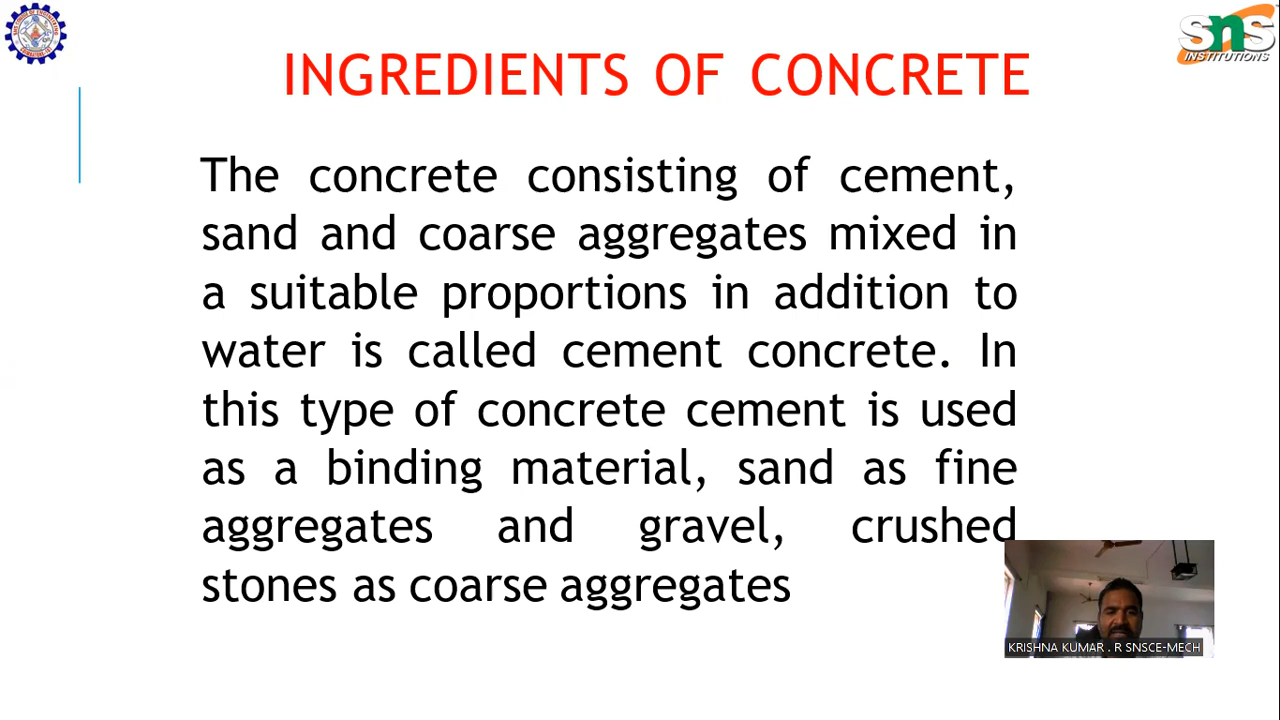 sns
INSTITUTIONS
INGREDIENTS OF CONCRETE
The concrete consisting of cement,
sand and coarse aggregates mixed in
a suitable proportions in addition to
water is called cement concrete. In
this type of concrete cement is used
as a binding material, sand as fine
aggregates and gravel, crushed
stones as coarse aggregates
KRISHNA KUMAR . R SNSCE-MECH